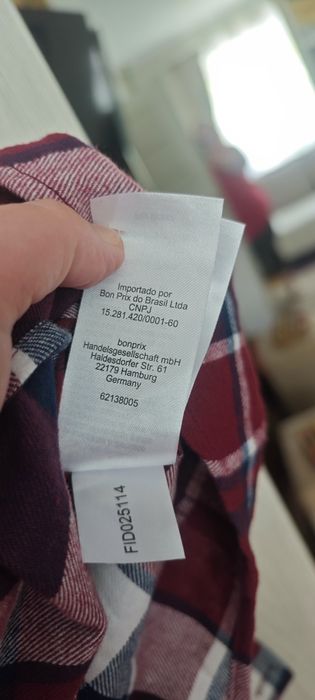 Importado por
Bon Prix do Brasil Ltda
CNPJ
15.281.420/0001-60
bonprix
Handelsgesellschaft mbH
Haldesdorfer Str. 61
22179 Hamburg
Germany
62138005
FID025114